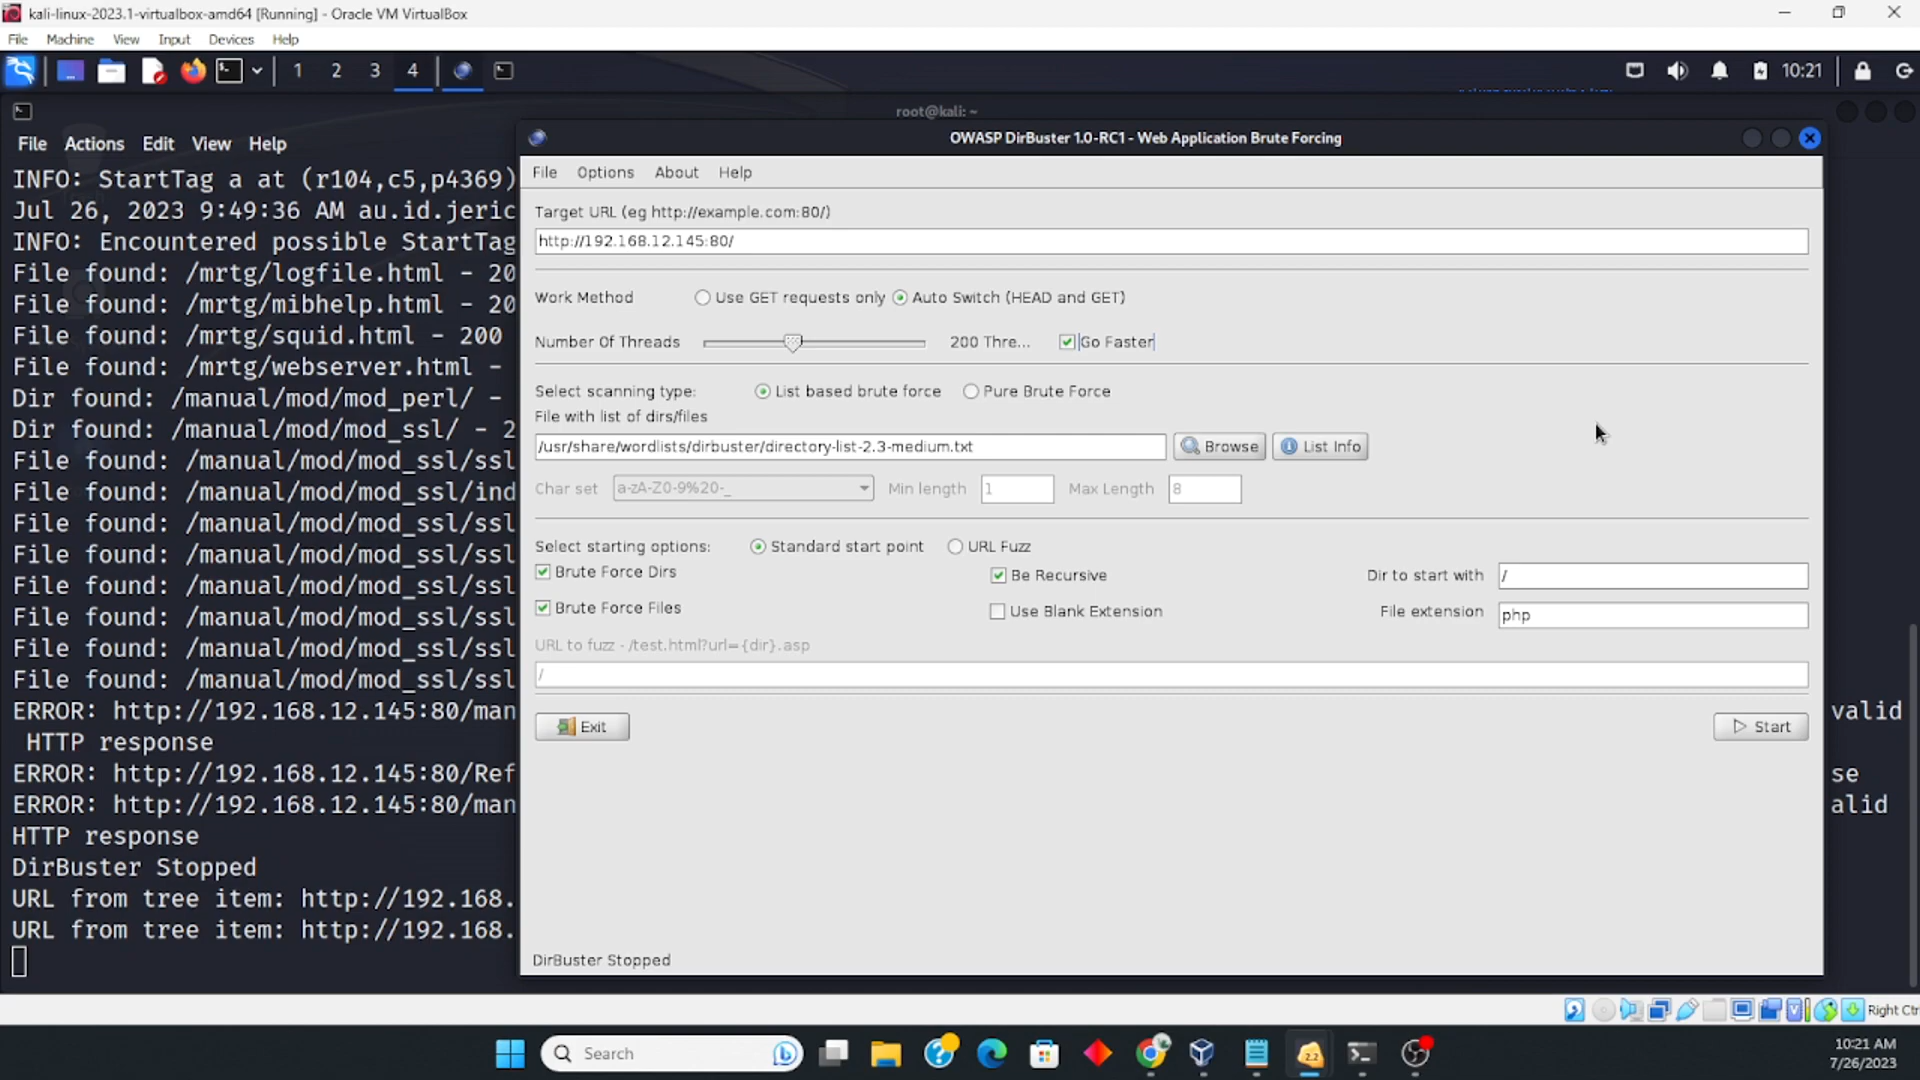 kali-linux-2023.1-virtualbox-amd64 [Running] - Oracle VM VirtualBox
File Machine View Input Devices Help
1 2 3 4 10:21
root@kali: ~
File Actions Edit View Help
INFO: StartTag a at (r104,c5,p4369)
Jul 26, 2023 9:49:36 AM au.id.jeric
INFO: Encountered possible StartTag
File found: /mrtg/logfile.html - 20
File found: /mrtg/mibhelp.html - 20
File found: /mrtg/squid.html - 200
File found: /mrtg/webserver.html -
Dir found: /manual/mod/mod_perl/ -
Dir found: /manual/mod/mod_ssl/ - 2
File found: /manual/mod/mod_ssl/ssl
File found: /manual/mod/mod_ssl/ind
File found: /manual/mod/mod_ssl/ssl
File found: /manual/mod/mod_ssl/ssl
File found: /manual/mod/mod_ssl/ssl
File found: /manual/mod/mod_ssl/ssl
File found: /manual/mod/mod_ssl/ssl
File found: /manual/mod/mod_ssl/ssl
ERROR: http://192.168.12.145:80/man valid
HTTP response
ERROR: http://192.168.12.145:80/Ref se
ERROR: http://192.168.12.145:80/man alid
HTTP response
DirBuster Stopped
URL from tree item: http://192.168.
URL from tree item: http://192.168.
OWASP DirBuster 1.0-RC1 - Web Application Brute Forcing
File Options About Help
Target URL (eg http://example.com:80/)
http://192.168.12.145:80/
Work Method Use GET requests only Auto Switch (HEAD and GET)
Number Of Threads 200 Thre... Go Faster
Select scanning type: List based brute force Pure Brute Force
File with list of dirs/files
/usr/share/wordlists/dirbuster/directory-list-2.3-medium.txt Browse List Info
Char set a-zA-Z0-9%20-_ Min length 1 Max Length 8
Select starting options: Standard start point URL Fuzz
Brute Force Dirs Be Recursive Dir to start with /
Brute Force Files Use Blank Extension File extension php
URL to fuzz - /test.html?url={dir}.asp
/
Exit Start
DirBuster Stopped
Right Ctr
Search
10:21 AM
7/26/2023